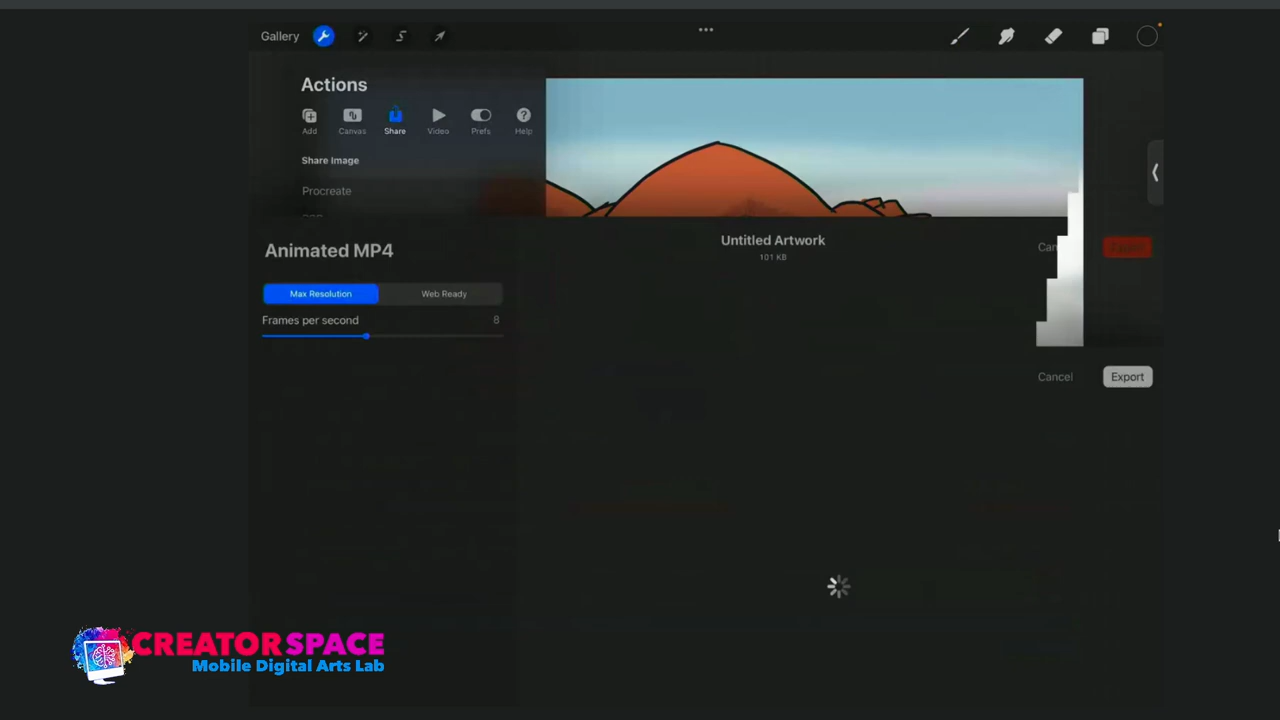 Gallery
Actions
Add Canvas Share Video Prefs Help
Share Image
Procreate
Animated MP4
Untitled Artwork
101 KB
Max Resolution Web Ready
Frames per second 8
Cancel Export
CREATORSPACE
Mobile Digital Arts Lab